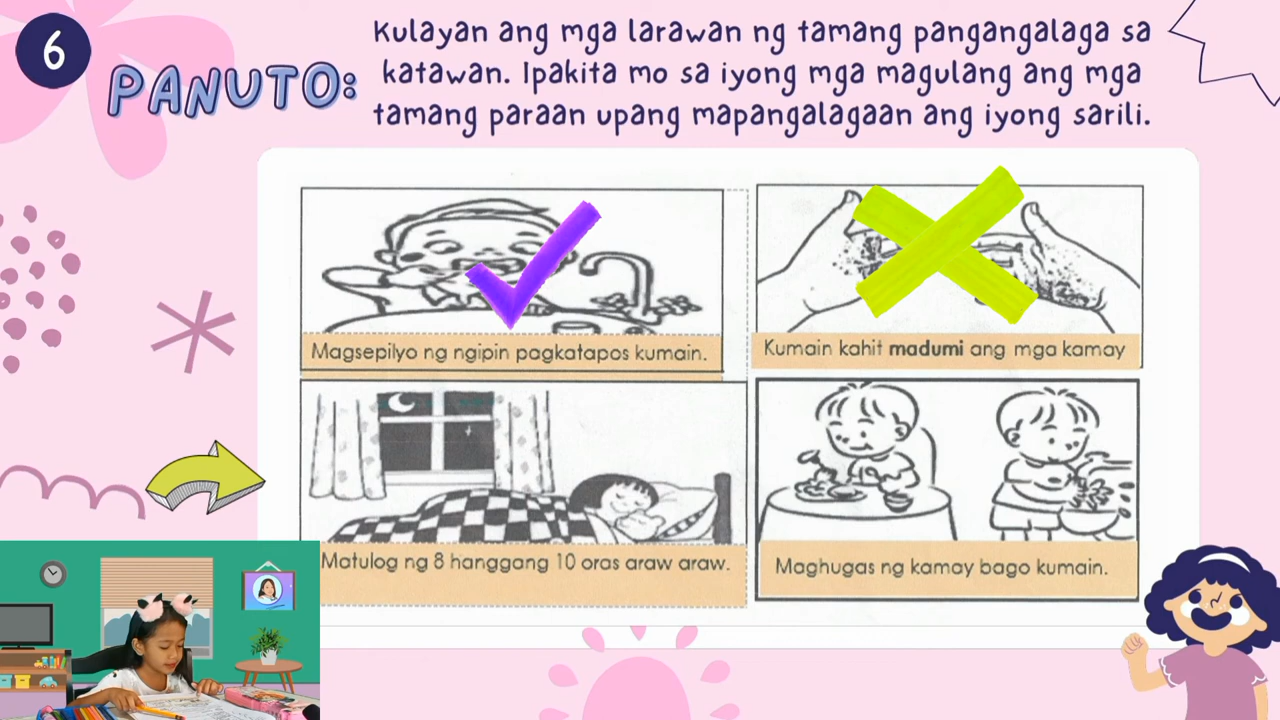 6
PANUTO:
Kulayan ang mga larawan ng tamang pangangalaga sa
katawan. Ipakita mo sa iyong mga magulang ang mga
tamang paraan upang mapangalagaan ang iyong sarili.
Magsepilyo ng ngipin pagkatapos kumain.
Kumain kahit madumi ang mga kamay
Matulog ng 8 hanggang 10 oras araw araw.
Maghugas ng kamay bago kumain.